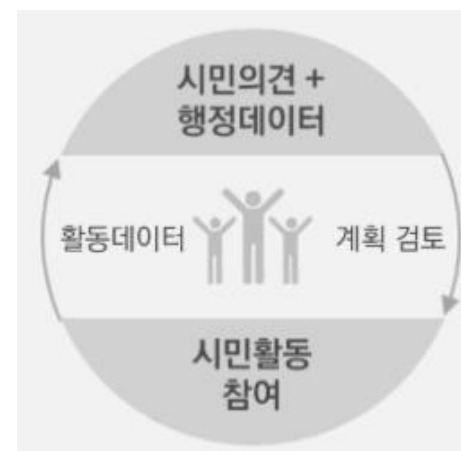 시민의견 +
행정데이터
활동데이터
계획 검토
시민활동
참여